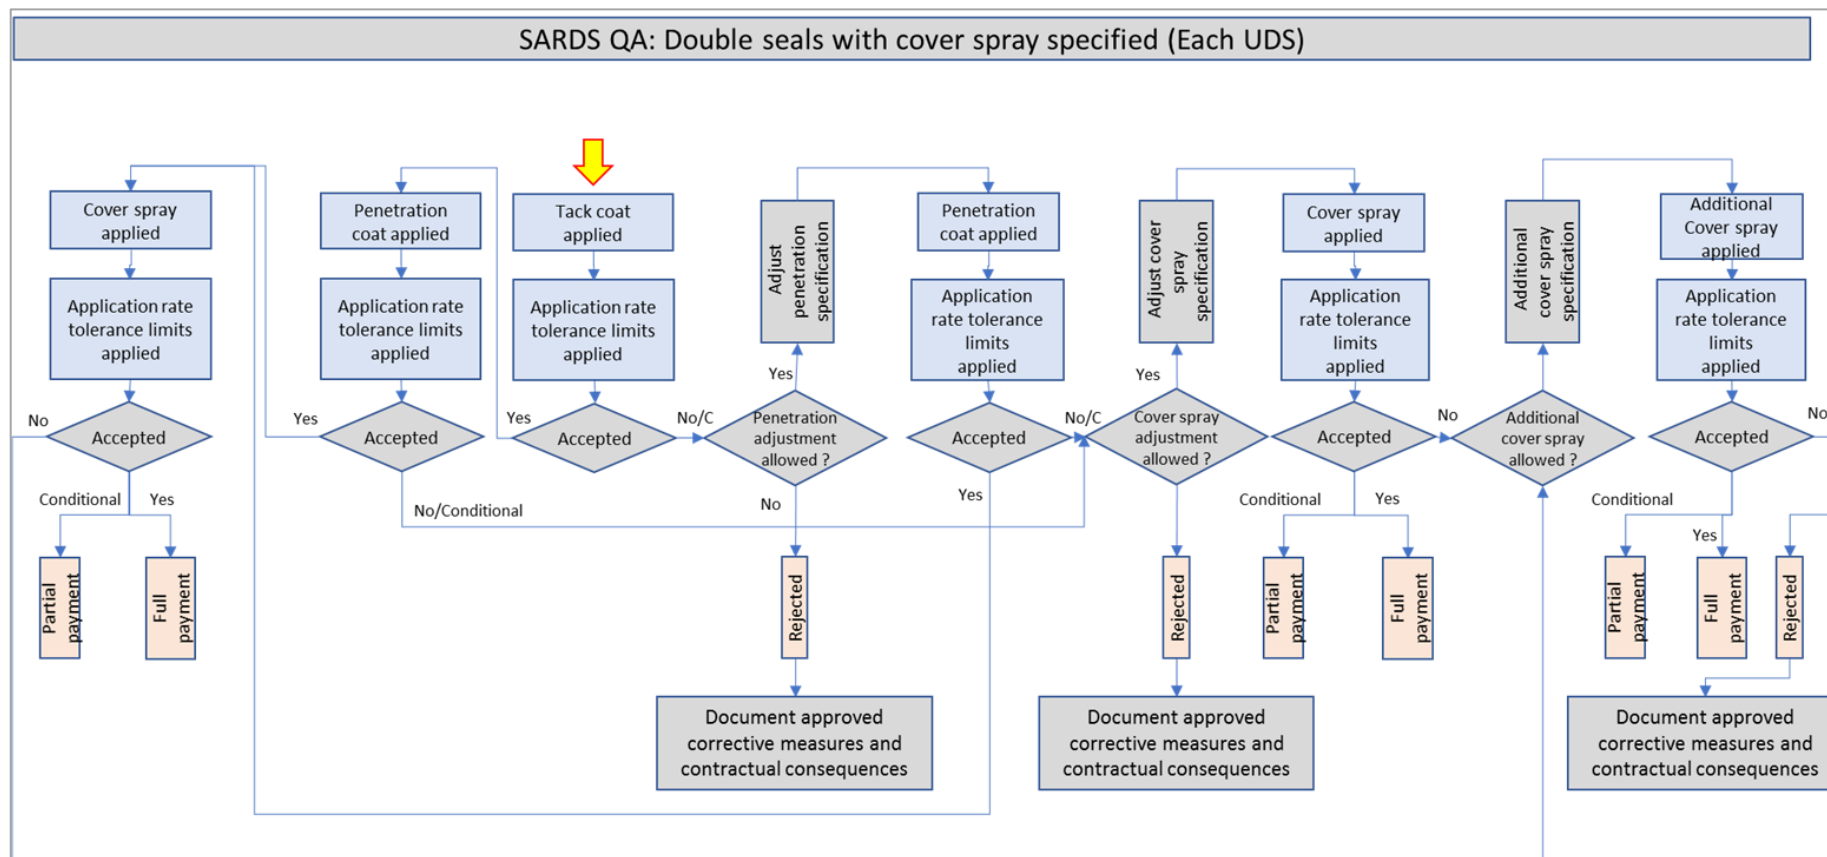 SARDS QA: Double seals with cover spray specified (Each UDS)
Cover spray
applied
Application rate
tolerance limits
applied
Accepted
No
Conditional
Yes
Partial
payment
Full
payment
Penetration
coat applied
Application rate
tolerance limits
applied
Accepted
Yes
No/Conditional
Tack coat
applied
Application rate
tolerance limits
applied
Accepted
Yes
No/C
Adjust
penetration
specification
Yes
Penetration
adjustment
allowed ?
No
Rejected
Document approved
corrective measures and
contractual consequences
Penetration
coat applied
Application
rate tolerance
limits
applied
Accepted
No/C
Yes
Adjust cover
spray
specification
Yes
Cover spray
adjustment
allowed ?
Rejected
Document approved
corrective measures and
contractual consequences
Cover spray
applied
Application
rate tolerance
limits
applied
Accepted
No
Conditional
Yes
Partial
payment
Full
payment
Additional
cover spray
specification
Additional
cover spray
allowed ?
Additional
Cover spray
applied
Application
rate tolerance
limits
applied
Accepted
No
Conditional
Yes
Partial
payment
Full
payment
Rejected
Document approved
corrective measures and
contractual consequences